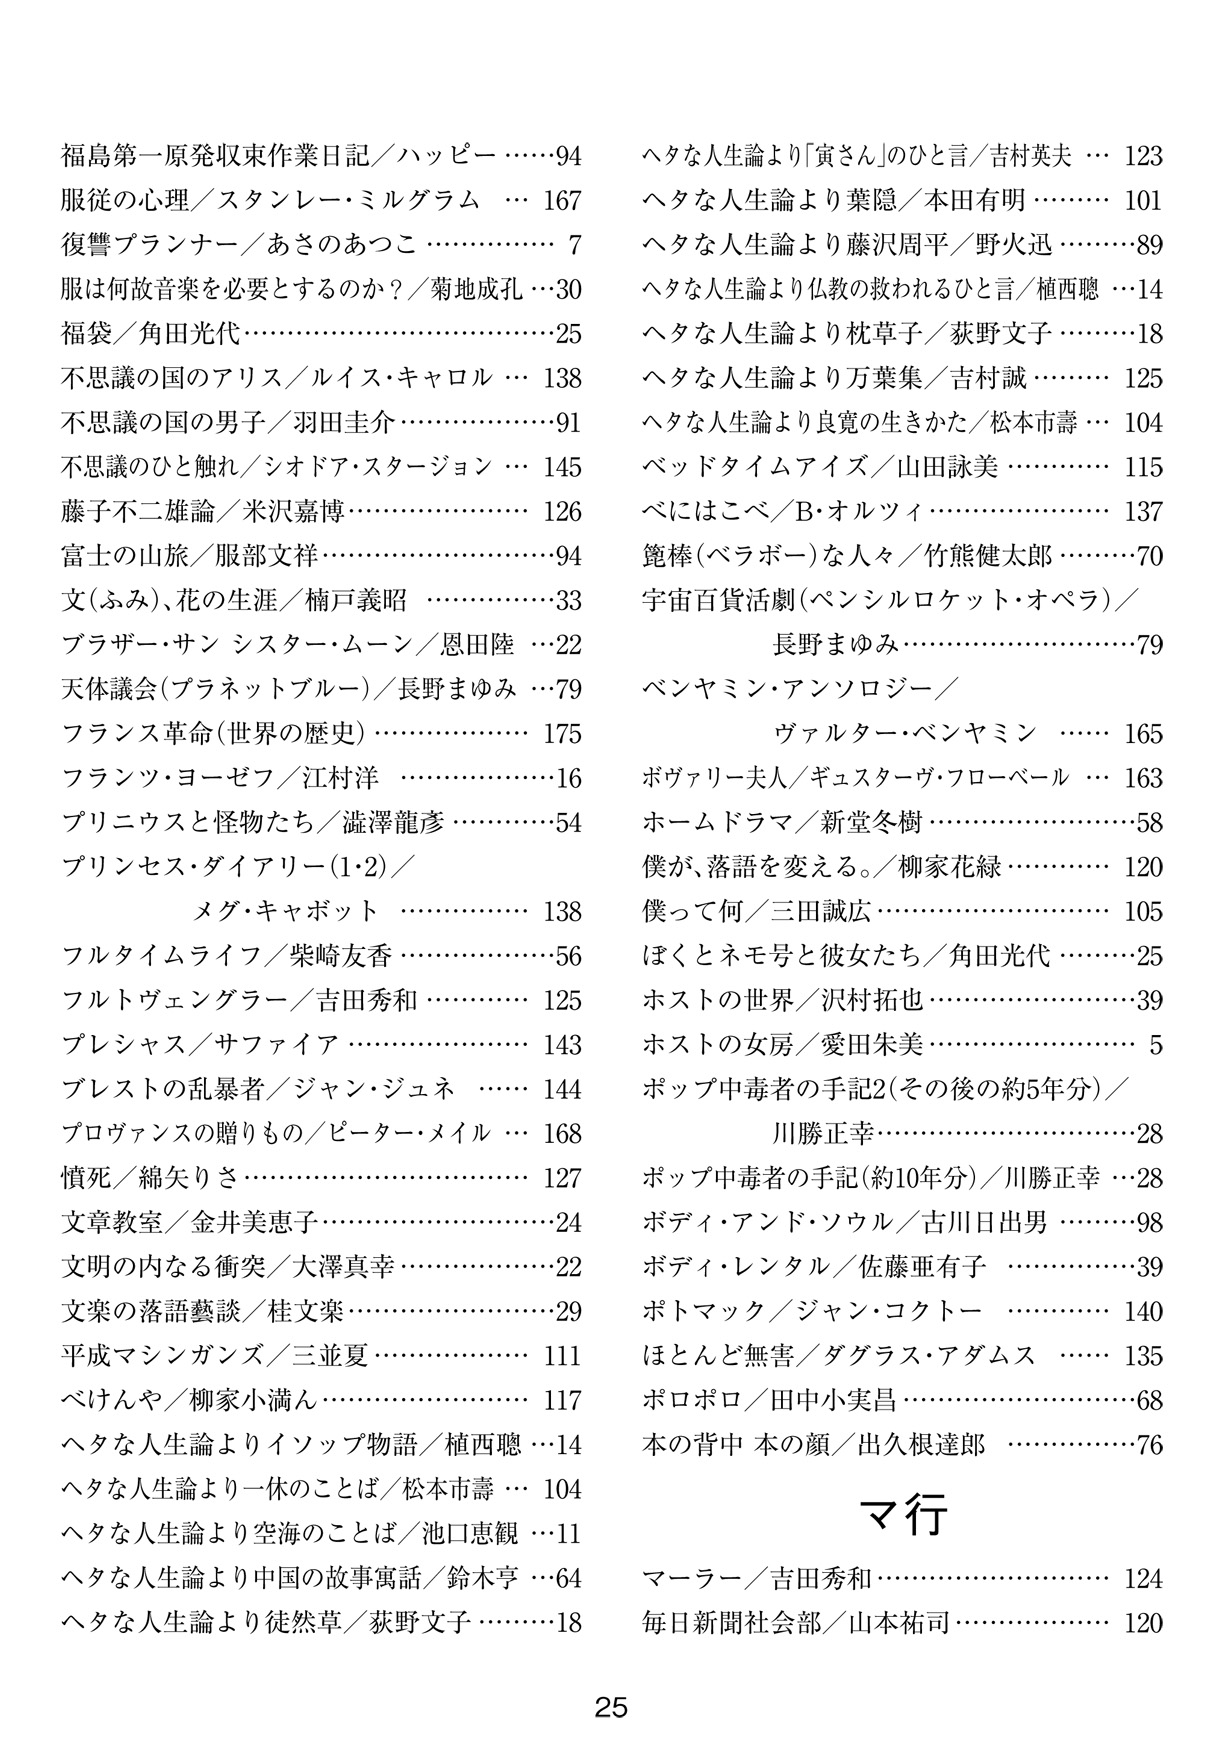 福島第一原発収束作業日記／ハッピー ……94
服従の心理／スタンレー・ミルグラム … 167
復讐プランナー／あさのあつこ …………… 7
服は何故音楽を必要とするのか？／菊地成孔 …30
福袋／角田光代………………………………25
不思議の国のアリス／ルイス・キャロル … 138
不思議の国の男子／羽田圭介………………91
不思議のひと触れ／シオドア・スタージョン … 145
藤子不二雄論／米沢嘉博………………… 126
富士の山旅／服部文祥………………………94
文（ふみ）、花の生涯／楠戸義昭 ……………33
ブラザー・サン シスター・ムーン／恩田陸 …22
天体議会（プラネットブルー）／長野まゆみ …79
フランス革命（世界の歴史）……………… 175
フランツ・ヨーゼフ／江村洋 ………………16
プリニウスと怪物たち／澁澤龍彦 …………54
プリンセス・ダイアリー（1・2）／
メグ・キャボット …………… 138
フルタイムライフ／柴崎友香………………56
フルトヴェングラー／吉田秀和 ………… 125
プレシャス／サファイア ………………… 143
ブレストの乱暴者／ジャン・ジュネ …… 144
プロヴァンスの贈りもの／ピーター・メイル … 168
憤死／綿矢りさ…………………………… 127
文章教室／金井美恵子………………………24
文明の内なる衝突／大澤真幸………………22
文楽の落語藝談／桂文楽……………………29
平成マシンガンズ／三並夏……………… 111
べけんや／柳家小満ん…………………… 117
ヘタな人生論よりイソップ物語／植西聰 …14
ヘタな人生論より一休のことば／松本市壽 … 104
ヘタな人生論より空海のことば／池口恵観 …11
ヘタな人生論より中国の故事寓話／鈴木亨 …64
ヘタな人生論より徒然草／荻野文子 ………18
ヘタな人生論より「寅さん」のひと言／吉村英夫 … 123
ヘタな人生論より葉隠／本田有明 ……… 101
ヘタな人生論より藤沢周平／野火迅 ………89
ヘタな人生論より仏教の救われるひと言／植西聰 …14
ヘタな人生論より枕草子／荻野文子 ………18
ヘタな人生論より万葉集／吉村誠 ……… 125
ヘタな人生論より良寛の生きかた／松本市壽 … 104
ベッドタイムアイズ／山田詠美 ………… 115
べにはこべ／B・オルツィ………………… 137
箆棒（ベラボー）な人々／竹熊健太郎 ………70
宇宙百貨活劇（ペンシルロケット・オペラ）／
長野まゆみ………………………79
ベンヤミン・アンソロジー／
ヴァルター・ベンヤミン …… 165
ボヴァリー夫人／ギュスターヴ・フローベール … 163
ホームドラマ／新堂冬樹……………………58
僕が、落語を変える。／柳家花緑………… 120
僕って何／三田誠広……………………… 105
ぼくとネモ号と彼女たち／角田光代 ………25
ホストの世界／沢村拓也……………………39
ホストの女房／愛田朱美…………………… 5
ポップ中毒者の手記2（その後の約5年分）／
川勝正幸…………………………28
ポップ中毒者の手記（約10年分）／川勝正幸 …28
ボディ・アンド・ソウル／古川日出男 ………98
ボディ・レンタル／佐藤亜有子 ……………39
ポトマック／ジャン・コクトー ………… 140
ほとんど無害／ダグラス・アダムス …… 135
ポロポロ／田中小実昌………………………68
本の背中 本の顔／出久根達郎 ……………76
マ行
マーラー／吉田秀和……………………… 124
毎日新聞社会部／山本祐司……………… 120
25